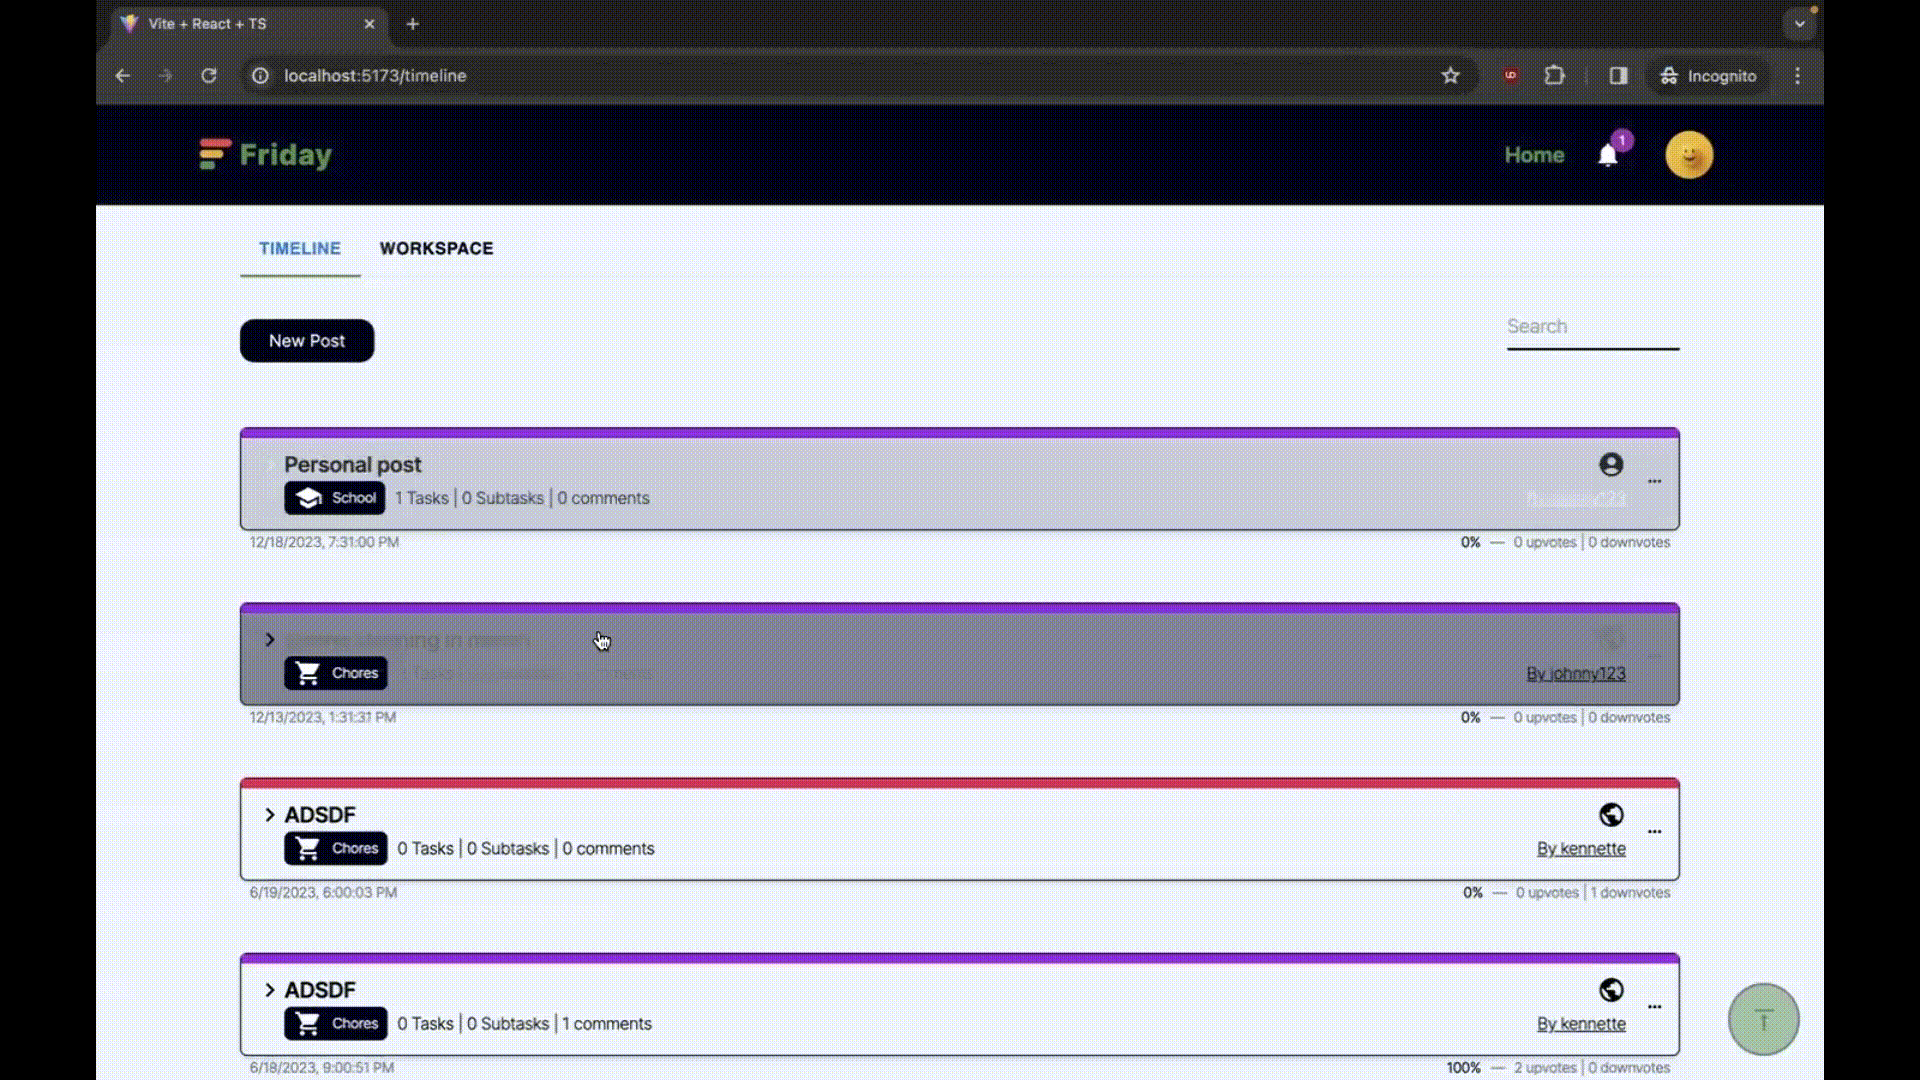 Vite + React + TS
localhost:5173/timeline
Incognito
Friday
Home
1
TIMELINE
WORKSPACE
New Post
Search
Personal post
School
1 Tasks | 0 Subtasks | 0 comments
12/18/2023, 7:31:00 PM
0% — 0 upvotes | 0 downvotes
in
Chores
Tasks
By johnny123
12/13/2023, 1:31:31 PM
0% — 0 upvotes | 0 downvotes
ADSDF
Chores
0 Tasks | 0 Subtasks | 0 comments
By kennette
6/19/2023, 6:00:03 PM
0% — 0 upvotes | 1 downvotes
ADSDF
Chores
0 Tasks | 0 Subtasks | 1 comments
By kennette
6/18/2023, 9:00:51 PM
100% — 2 upvotes | 0 downvotes